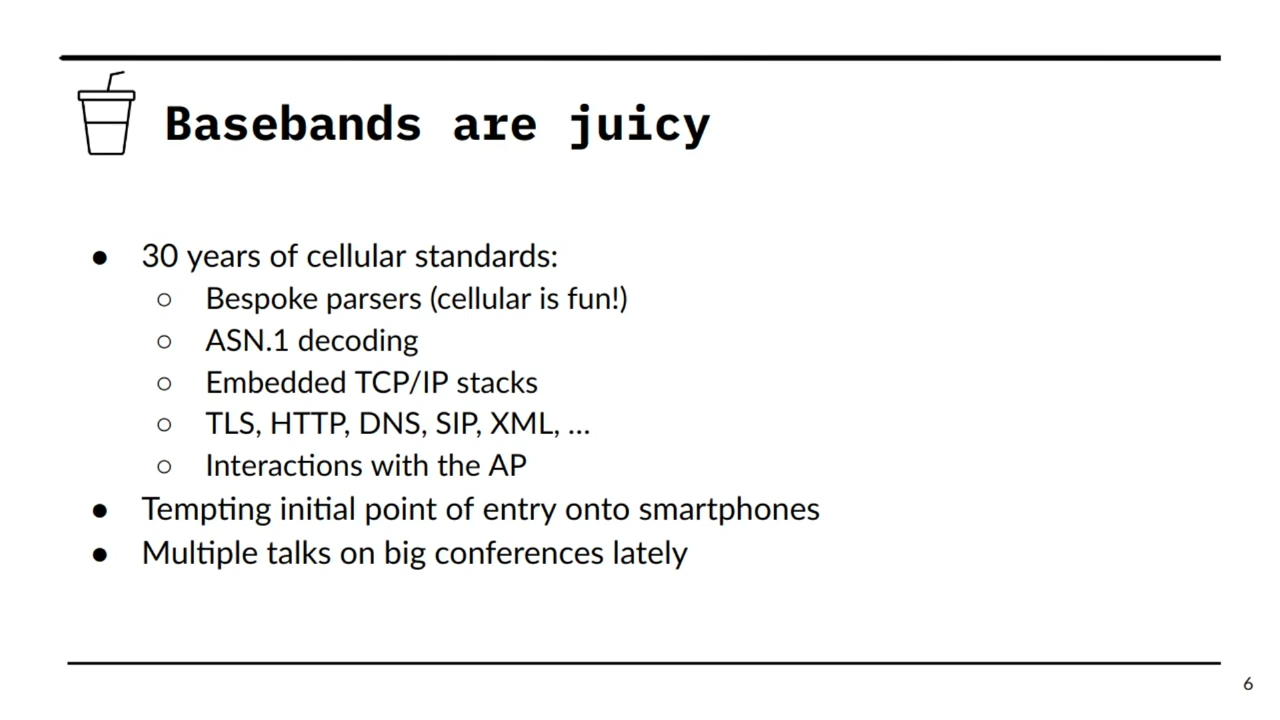 Basebands are juicy
● 30 years of cellular standards:
○ Bespoke parsers (cellular is fun!)
○ ASN.1 decoding
○ Embedded TCP/IP stacks
○ TLS, HTTP, DNS, SIP, XML, ...
○ Interactions with the AP
● Tempting initial point of entry onto smartphones
● Multiple talks on big conferences lately
6